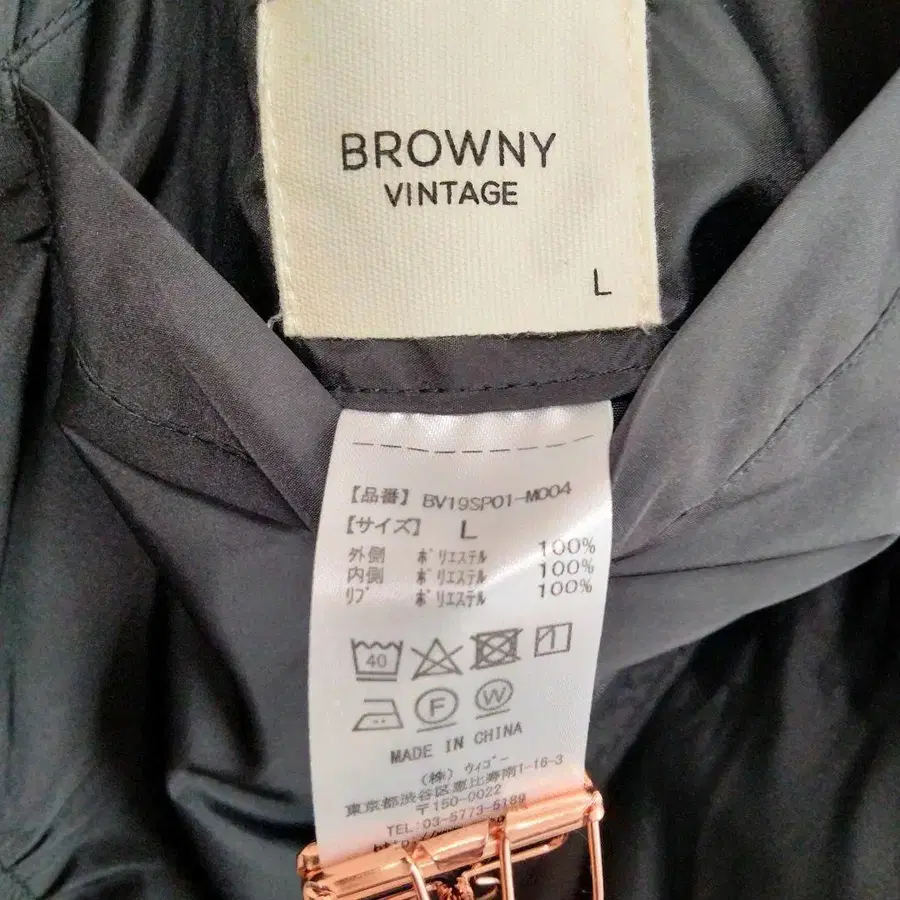 BROWNY
VINTAGE
L
【品番】 BV19SP01-M004
【サイズ】 L
外側 ポリエステル 100%
内側 ポリエステル 100%
リブ ポリエステル 100%
40
F W
MADE IN CHINA
(株) ウィゴー
東京都渋谷区恵比寿南1-16-3
〒150-0022
TEL:03-5773-5189